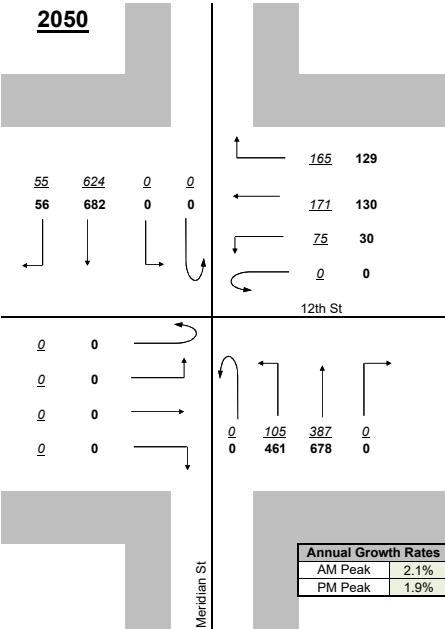 2050
165 129
55 624 0 0
56 682 0 0
171 130
75 30
0 0
12th St
0 0
0 0
0 0
0 0
0 105 387 0
0 461 678 0
Meridian St
Annual Growth Rates
AM Peak 2.1%
PM Peak 1.9%